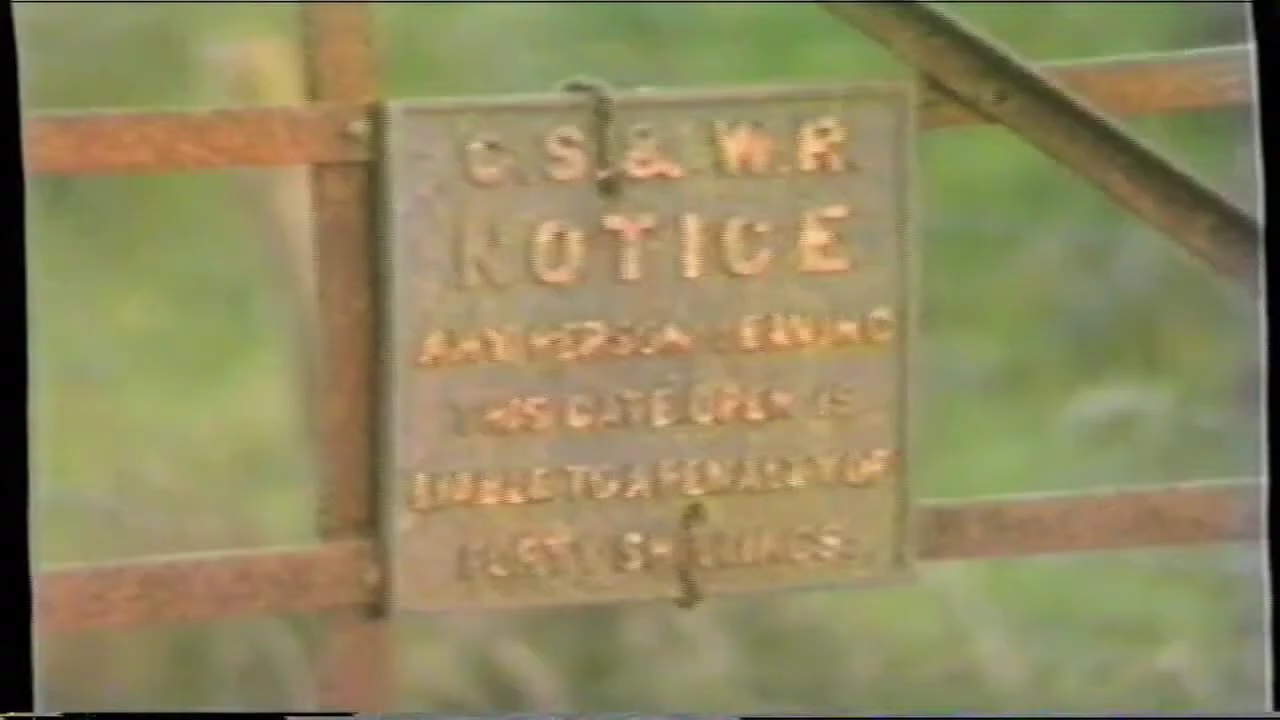 C.S.& W.R
NOTICE
ANY PERSON LEAVING
THIS GATE OPEN IS
LIABLE TO A PENALTY OF
FORTY SHILLINGS.